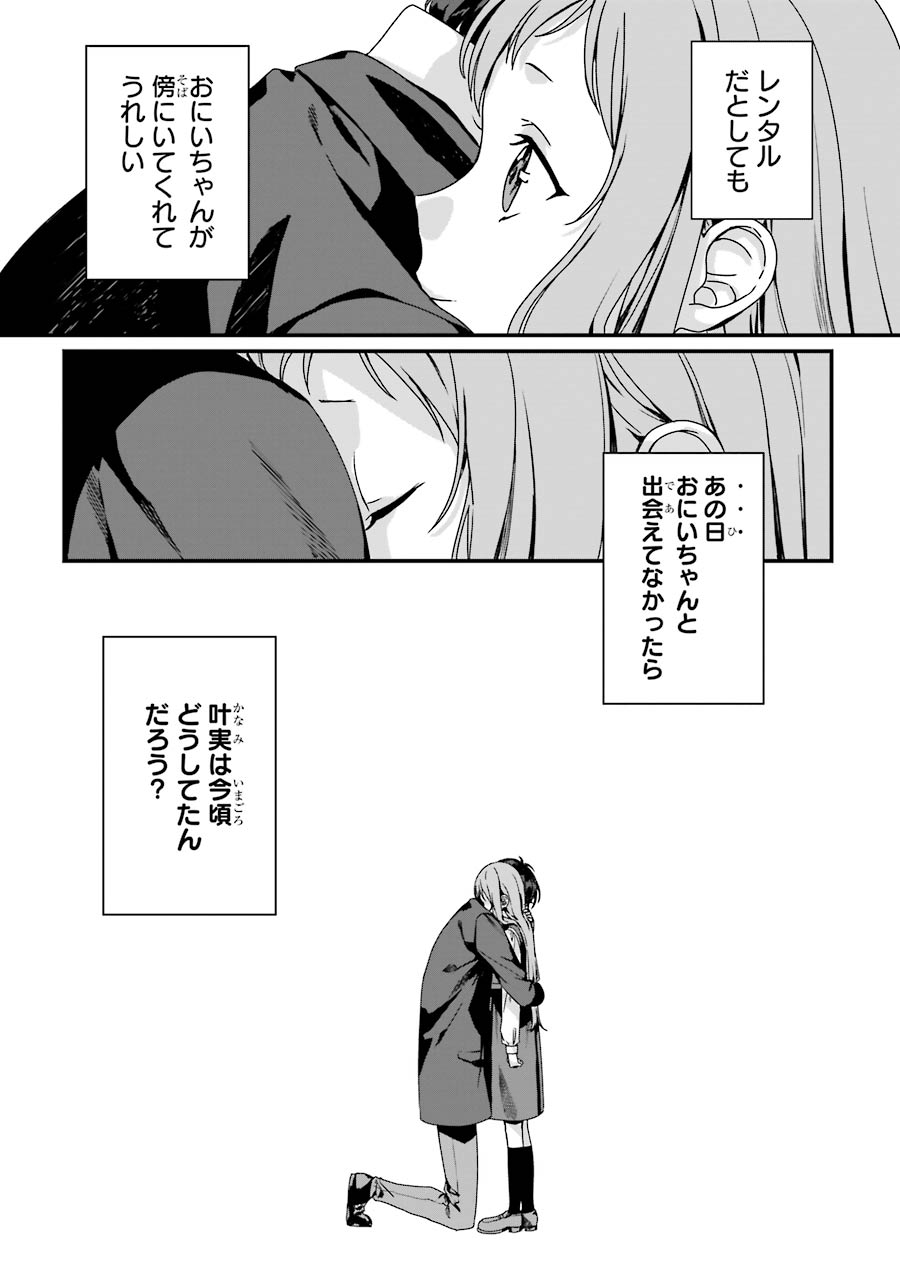 レンタル
だとしても
おにいちゃんが
傍にいてくれて
うれしい
あの日
おにいちゃんと
出会えてなかったら
叶実は今頃
どうしてたん
だろう?